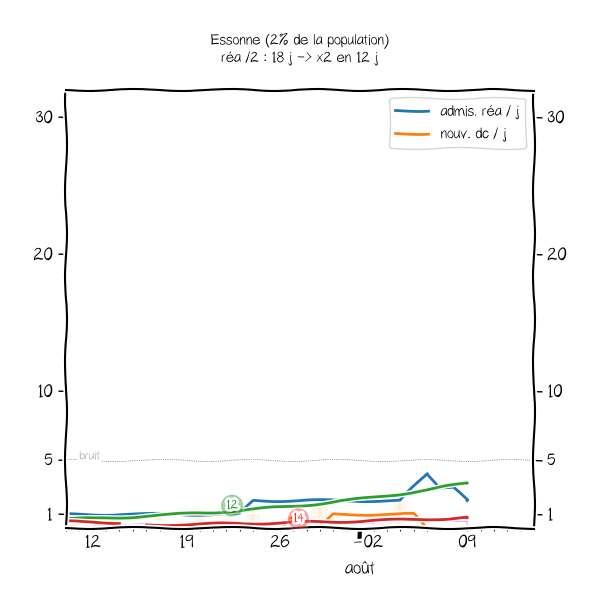 Essonne (2% de la population)
réa /2 : 18 j -> x2 en 12 j
admis. réa / j
nouv. dc / j
30
30
20
20
10
10
5
bruit
5
12
14
1
1
12
19
26
02
09
août